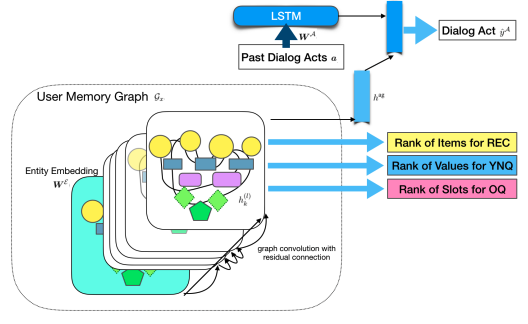 LSTM
W^A
Past Dialog Acts a
Dialog Act ŷ^A
h^ag
User Memory Graph G_x
Entity Embedding
W^E
h_k^(l)
Rank of Items for REC
Rank of Values for YNQ
Rank of Slots for OQ
graph convolution with
residual connection